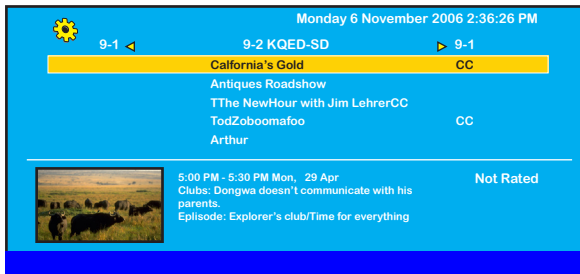 Monday 6 November 2006 2:36:26 PM
9-1 9-2 KQED-SD 9-1
Calfornia's Gold CC
Antiques Roadshow
TThe NewHour with Jim LehrerCC
TodZoboomafoo CC
Arthur
5:00 PM - 5:30 PM Mon, 29 Apr Not Rated
Clubs: Dongwa doesn't communicate with his
parents.
Eplisode: Explorer's club/Time for everything